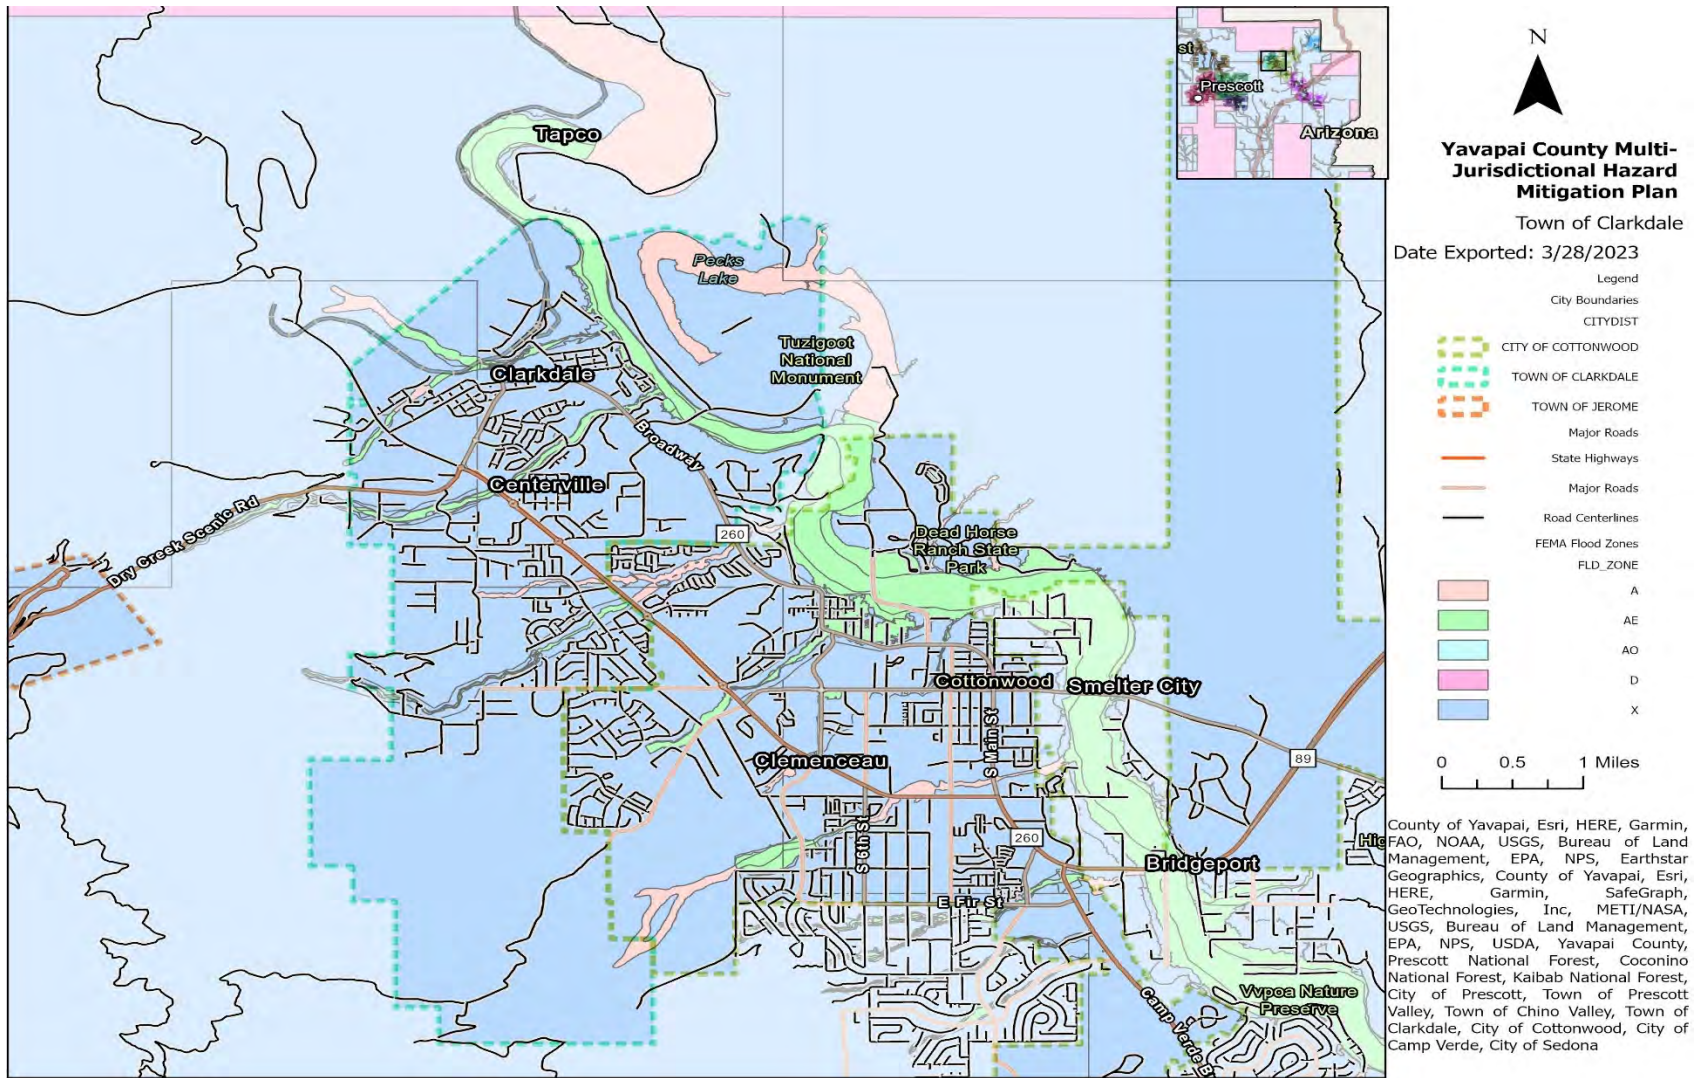 Tapco
Pecks
Lake
Tuzigoot
National
Monument
Clarkdale
Broadway
Centerville
Dry Creek Scenic Rd
260
Dead Horse
Ranch State
Park
Cottonwood
Smelter City
S Main St
Clemenceau
89
S 6th St
260
Bridgeport
E Fir St
Vvpoa Nature
Preserve
Camp Verde B
Hig
st
Prescott
Arizona
N
Yavapai County Multi-
Jurisdictional Hazard
Mitigation Plan
Town of Clarkdale
Date Exported: 3/28/2023
Legend
City Boundaries
CITYDIST
CITY OF COTTONWOOD
TOWN OF CLARKDALE
TOWN OF JEROME
Major Roads
State Highways
Major Roads
Road Centerlines
FEMA Flood Zones
FLD_ZONE
A
AE
AO
D
X
0 0.5 1 Miles
County of Yavapai, Esri, HERE, Garmin,
FAO, NOAA, USGS, Bureau of Land
Management, EPA, NPS, Earthstar
Geographics, County of Yavapai, Esri,
HERE, Garmin, SafeGraph,
GeoTechnologies, Inc, METI/NASA,
USGS, Bureau of Land Management,
EPA, NPS, USDA, Yavapai County,
Prescott National Forest, Coconino
National Forest, Kaibab National Forest,
City of Prescott, Town of Prescott
Valley, Town of Chino Valley, Town of
Clarkdale, City of Cottonwood, City of
Camp Verde, City of Sedona